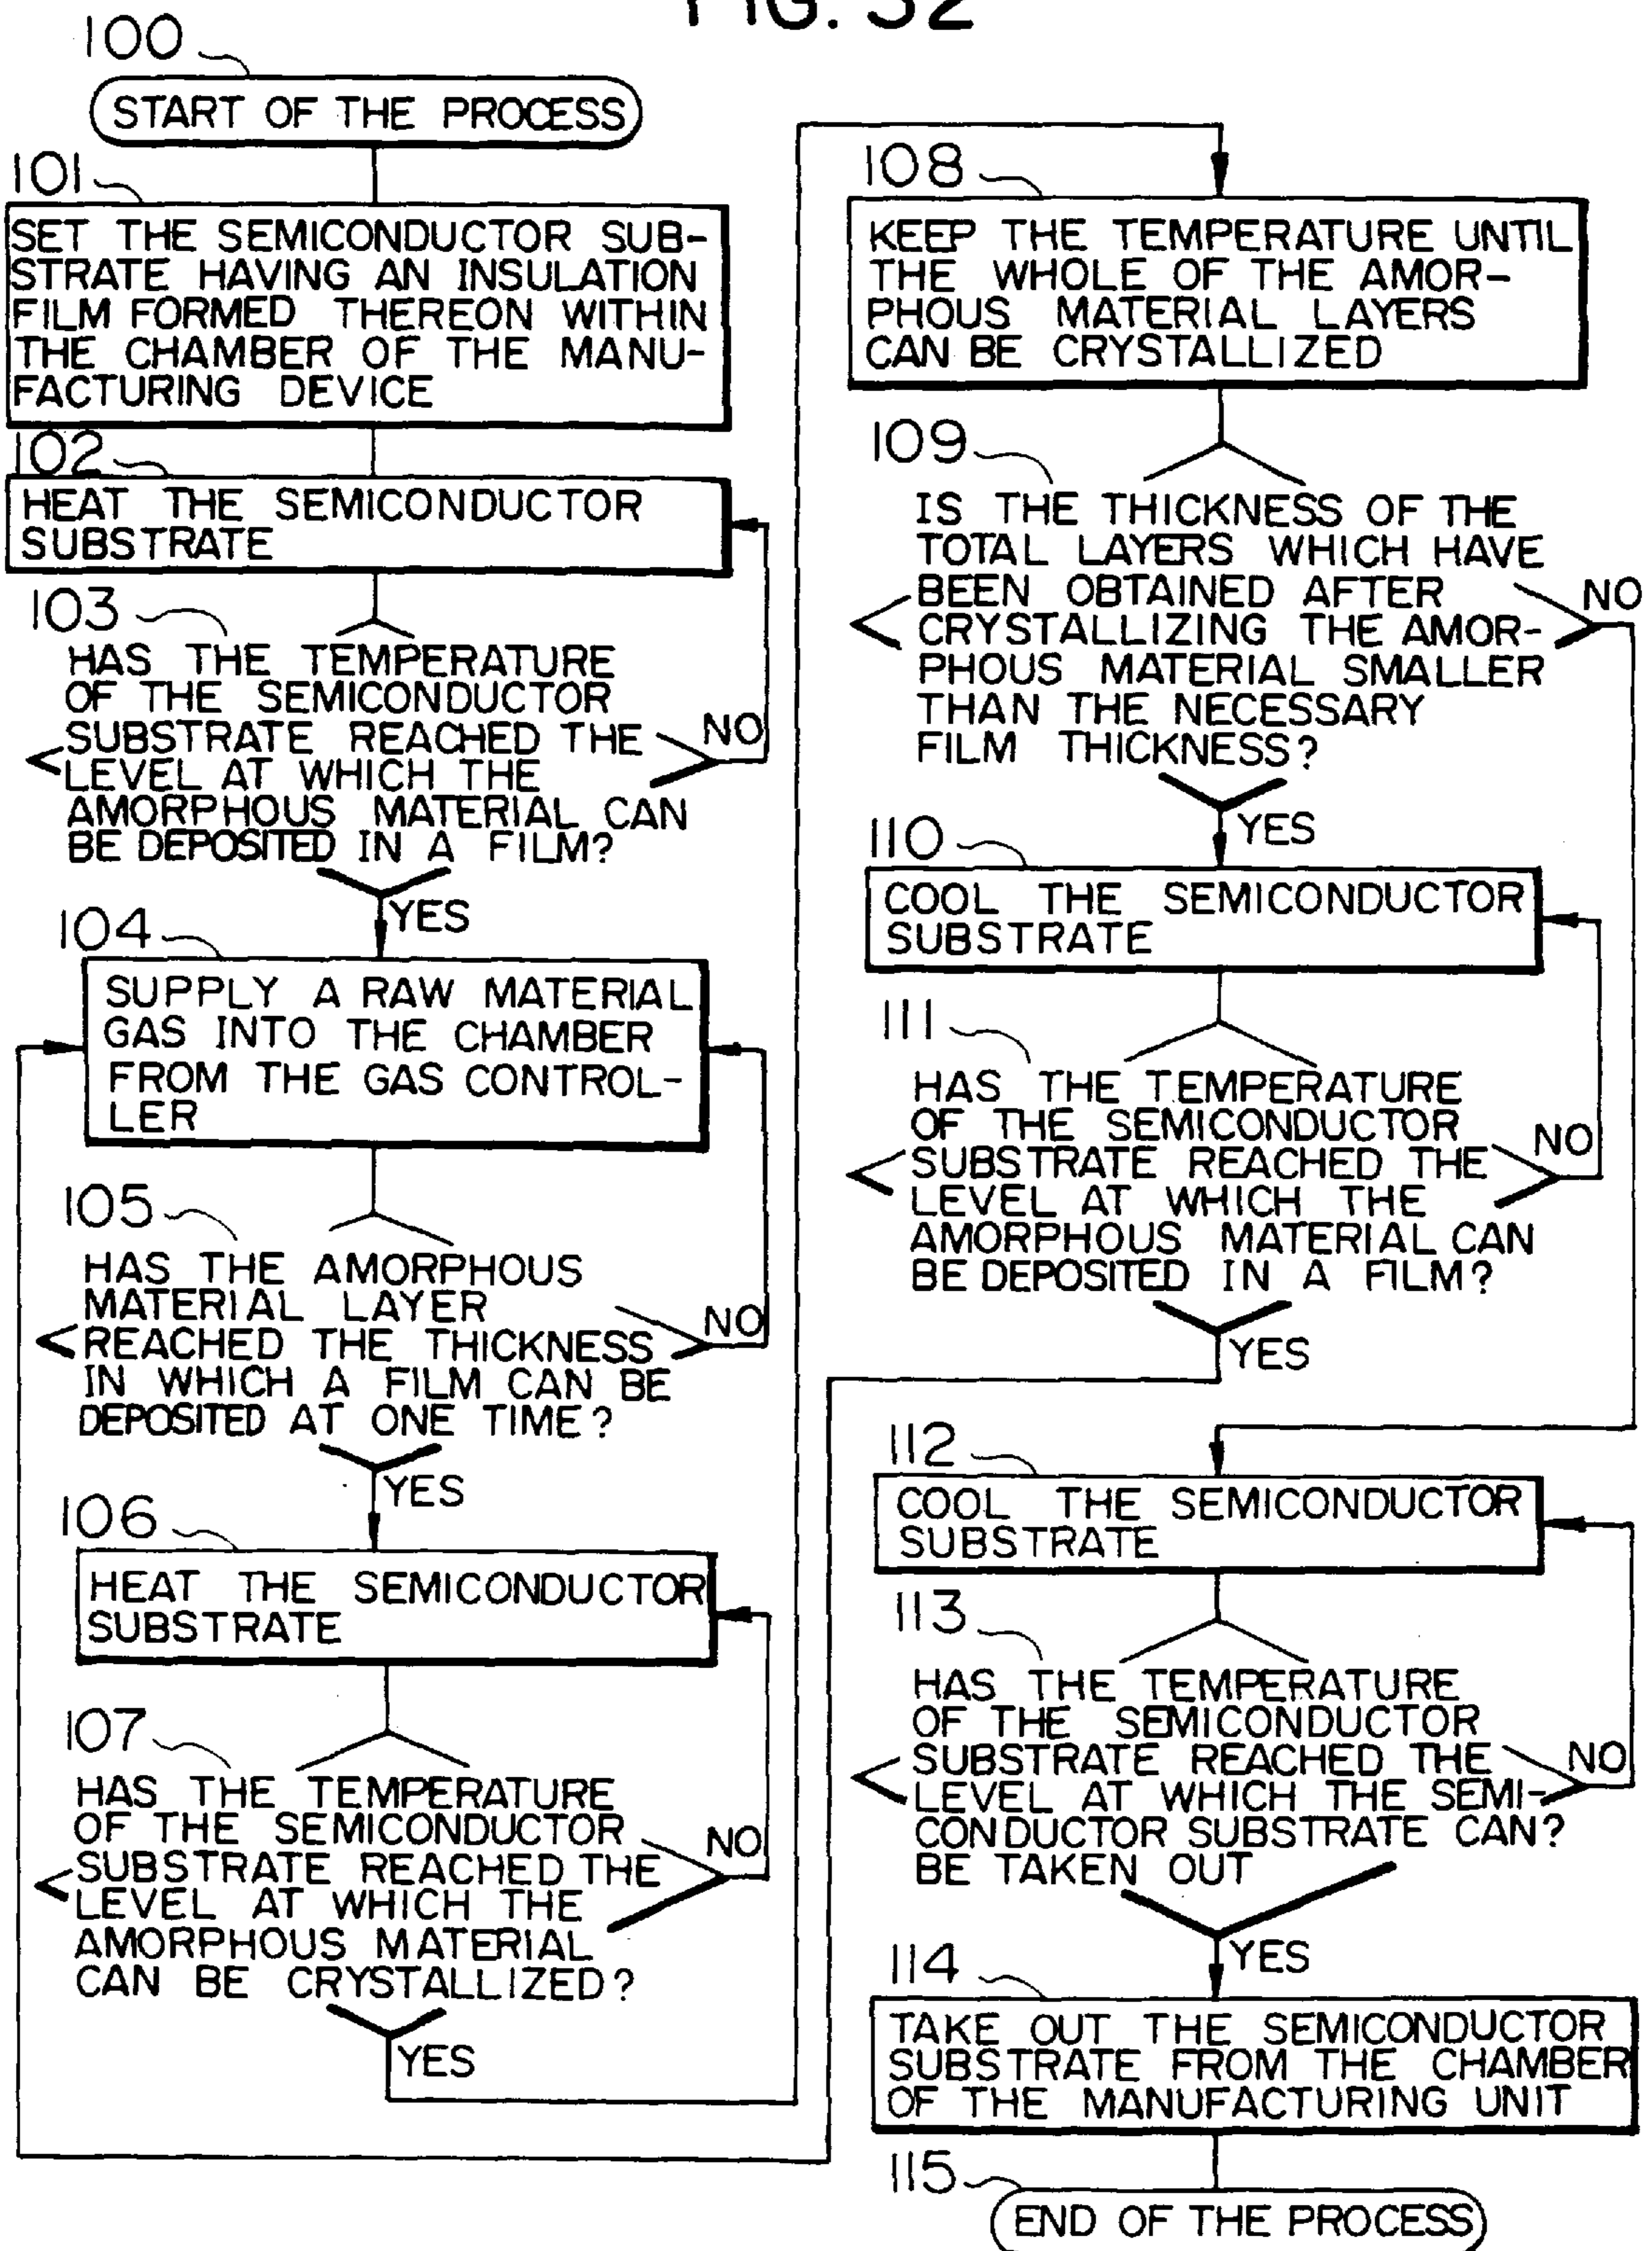 FIG. 32
100
START OF THE PROCESS
101
SET THE SEMICONDUCTOR SUB-
STRATE HAVING AN INSULATION
FILM FORMED THEREON WITHIN
THE CHAMBER OF THE MANU-
FACTURING DEVICE
102
HEAT THE SEMICONDUCTOR
SUBSTRATE
103
HAS THE TEMPERATURE
OF THE SEMICONDUCTOR
SUBSTRATE REACHED THE
LEVEL AT WHICH THE
AMORPHOUS MATERIAL CAN
BE DEPOSITED IN A FILM?
NO
YES
104
SUPPLY A RAW MATERIAL
GAS INTO THE CHAMBER
FROM THE GAS CONTROL-
LER
105
HAS THE AMORPHOUS
MATERIAL LAYER
REACHED THE THICKNESS
IN WHICH A FILM CAN BE
DEPOSITED AT ONE TIME?
NO
YES
106
HEAT THE SEMICONDUCTOR
SUBSTRATE
107
HAS THE TEMPERATURE
OF THE SEMICONDUCTOR
SUBSTRATE REACHED THE
LEVEL AT WHICH THE
AMORPHOUS MATERIAL
CAN BE CRYSTALLIZED?
NO
YES
108
KEEP THE TEMPERATURE UNTIL
THE WHOLE OF THE AMOR-
PHOUS MATERIAL LAYERS
CAN BE CRYSTALLIZED
109
IS THE THICKNESS OF THE
TOTAL LAYERS WHICH HAVE
BEEN OBTAINED AFTER
CRYSTALLIZING THE AMOR-
PHOUS MATERIAL SMALLER
THAN THE NECESSARY
FILM THICKNESS?
NO
YES
110
COOL THE SEMICONDUCTOR
SUBSTRATE
111
HAS THE TEMPERATURE
OF THE SEMICONDUCTOR
SUBSTRATE REACHED THE
LEVEL AT WHICH THE
AMORPHOUS MATERIAL CAN
BE DEPOSITED IN A FILM?
NO
YES
112
COOL THE SEMICONDUCTOR
SUBSTRATE
113
HAS THE TEMPERATURE
OF THE SEMICONDUCTOR
SUBSTRATE REACHED THE
LEVEL AT WHICH THE SEMI-
CONDUCTOR SUBSTRATE CAN?
BE TAKEN OUT
NO
YES
114
TAKE OUT THE SEMICONDUCTOR
SUBSTRATE FROM THE CHAMBER
OF THE MANUFACTURING UNIT
115
END OF THE PROCESS